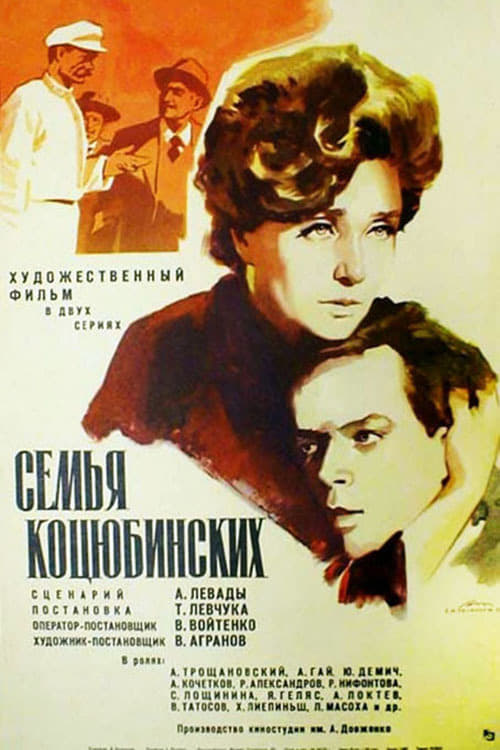 ХУДОЖЕСТВЕННЫЙ
ФИЛЬМ
В ДВУХ
СЕРИЯХ
СЕМЬЯ
КОЦЮБИНСКИХ
СЦЕНАРИЙ А. ЛЕВАДЫ
ПОСТАНОВКА Т. ЛЕВЧУКА
ОПЕРАТОР-ПОСТАНОВЩИК В. ВОЙТЕНКО
ХУДОЖНИК-ПОСТАНОВЩИК В. АГРАНОВ
В ролях:
А. ТРОЩАНОВСКИЙ, А. ГАЙ, Ю. ДЕМИЧ,
А. КОЧЕТКОВ, Р. АЛЕКСАНДРОВ, Р. НИФОНТОВА,
С. ЛОЩИНИНА, Я. ГЕЛЯС, А. ЛОКТЕВ,
В. ТАТОСОВ, Х. ЛИЕПИНЬШ, Л. МАСОХА и др.
Производство киностудии им. А. Довженко